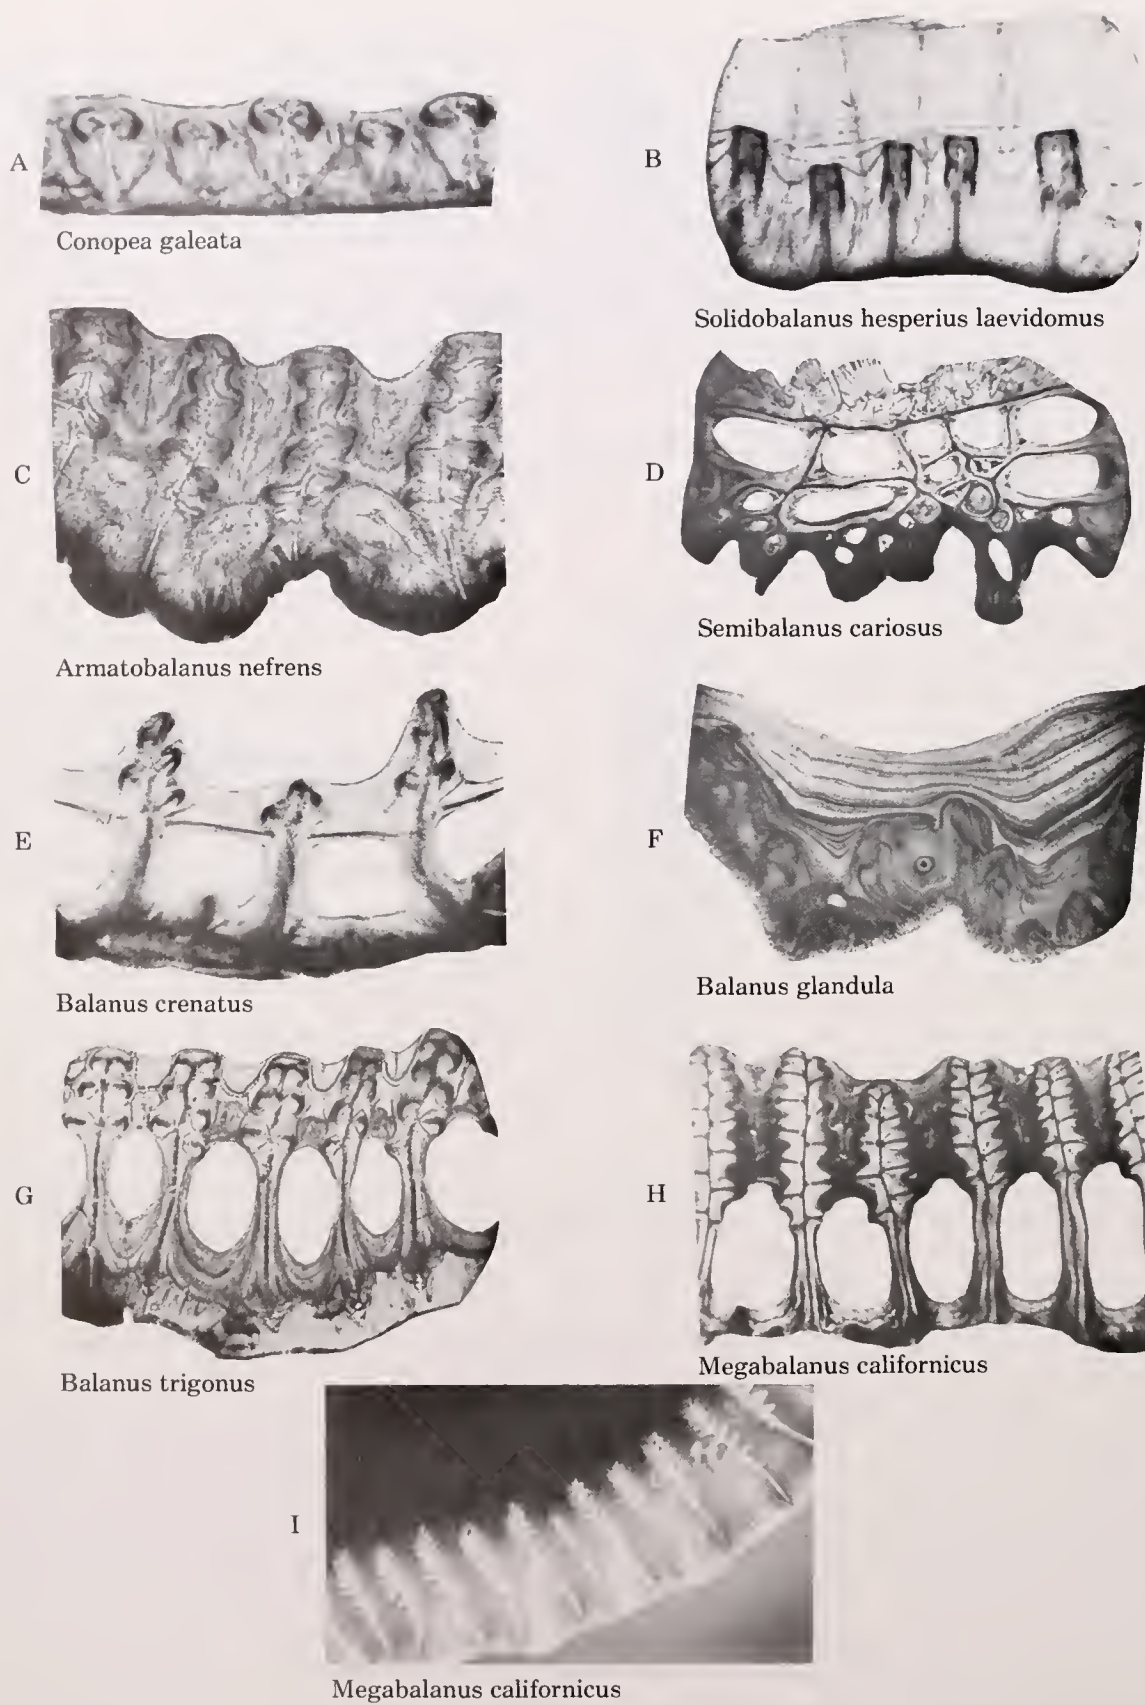 A
Conopea galeata
B
Solidobalanus hesperius laevidomus
C
Armatobalanus nefrens
D
Semibalanus cariosus
E
Balanus crenatus
F
Balanus glandula
G
Balanus trigonus
H
Megabalanus californicus
I
Megabalanus californicus